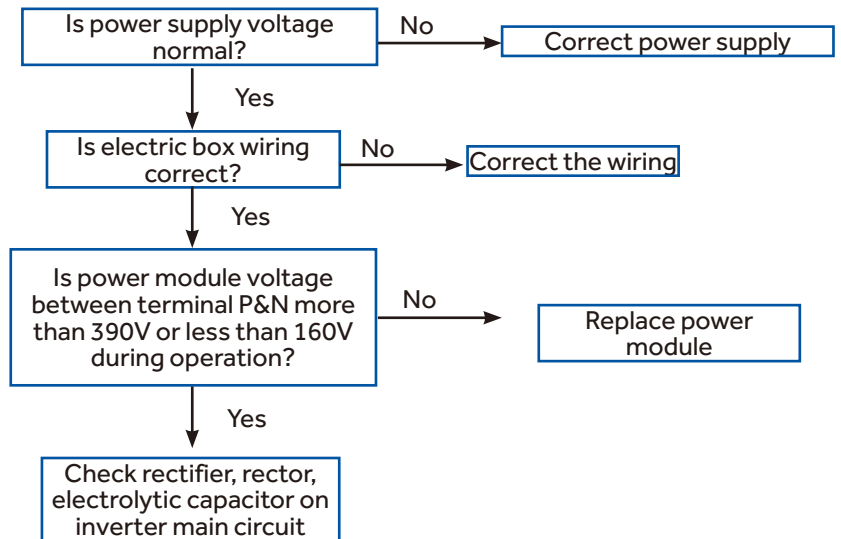 Is power supply voltage
normal?
No
Correct power supply
Yes
Is electric box wiring
correct?
No
Correct the wiring
Yes
Is power module voltage
between terminal P&N more
than 390V or less than 160V
during operation?
No
Replace power
module
Yes
Check rectifier, rector,
electrolytic capacitor on
inverter main circuit